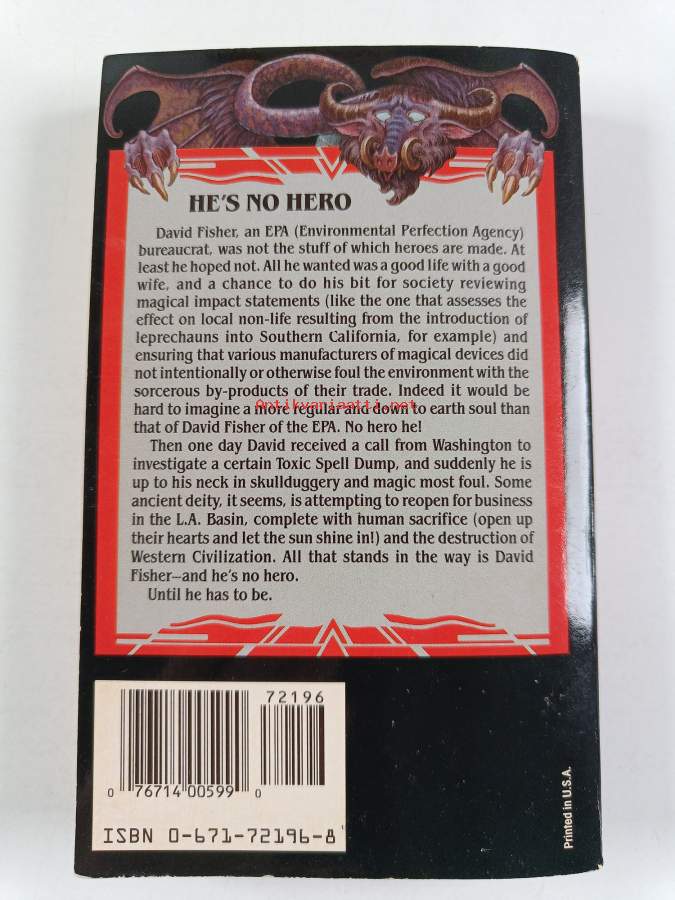 HE'S NO HERO
David Fisher, an EPA (Environmental Perfection Agency)
bureaucrat, was not the stuff of which heroes are made. At
least he hoped not. All he wanted was a good life with a good
wife, and a chance to do his bit for society reviewing
magical impact statements (like the one that assesses the
effect on local non-life resulting from the introduction of
leprechauns into Southern California, for example) and
ensuring that various manufacturers of magical devices did
not intentionally or otherwise foul the environment with the
sorcerous by-products of their trade. Indeed it would be
Antikvariaatti.net
hard to imagine a more regular and down to earth soul than
that of David Fisher of the EPA. No hero he!
Then one day David received a call from Washington to
investigate a certain Toxic Spell Dump, and suddenly he is
up to his neck in skullduggery and magic most foul. Some
ancient deity, it seems, is attempting to reopen for business
in the L.A. Basin, complete with human sacrifice (open up
their hearts and let the sun shine in!) and the destruction of
Western Civilization. All that stands in the way is David
Fisher—and he's no hero.
Until he has to be.
72196
0 76714 00599 0
ISBN 0-671-72196-8
Printed in U.S.A.